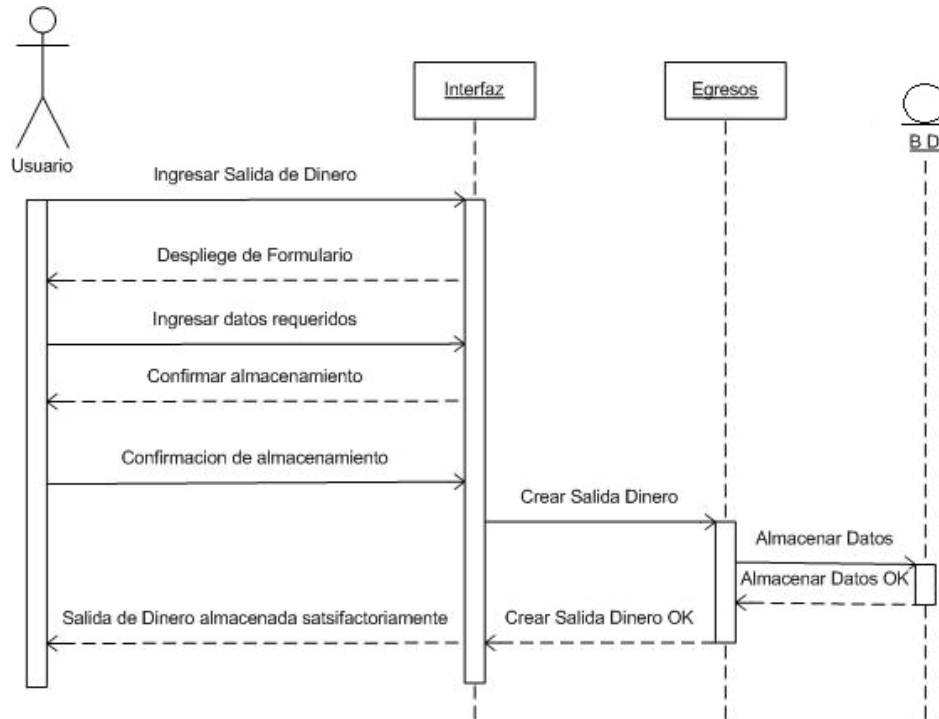 Interfaz
Egresos
B D
Usuario
Ingresar Salida de Dinero
Despliege de Formulario
Ingresar datos requeridos
Confirmar almacenamiento
Confirmacion de almacenamiento
Crear Salida Dinero
Almacenar Datos
Almacenar Datos OK
Salida de Dinero almacenada satsifactoriamente
Crear Salida Dinero OK